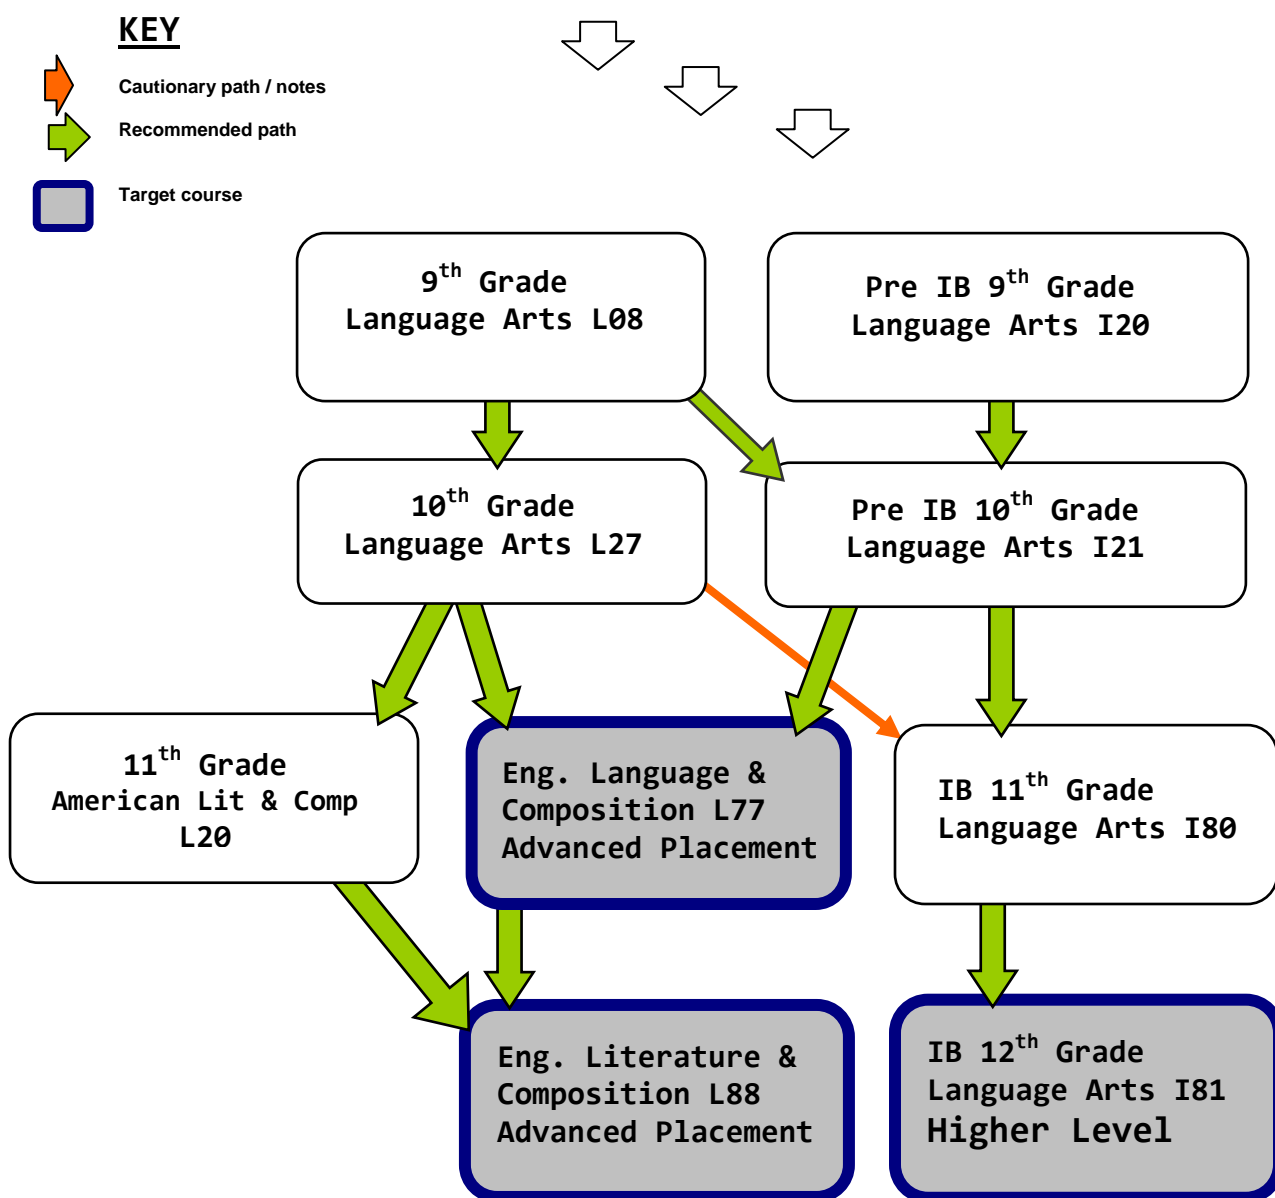 KEY
Cautionary path / notes
Recommended path
Target course
9th Grade
Language Arts L08
Pre IB 9th Grade
Language Arts I20
10th Grade
Language Arts L27
Pre IB 10th Grade
Language Arts I21
11th Grade
American Lit & Comp
L20
Eng. Language &
Composition L77
Advanced Placement
IB 11th Grade
Language Arts I80
Eng. Literature &
Composition L88
Advanced Placement
IB 12th Grade
Language Arts I81
Higher Level